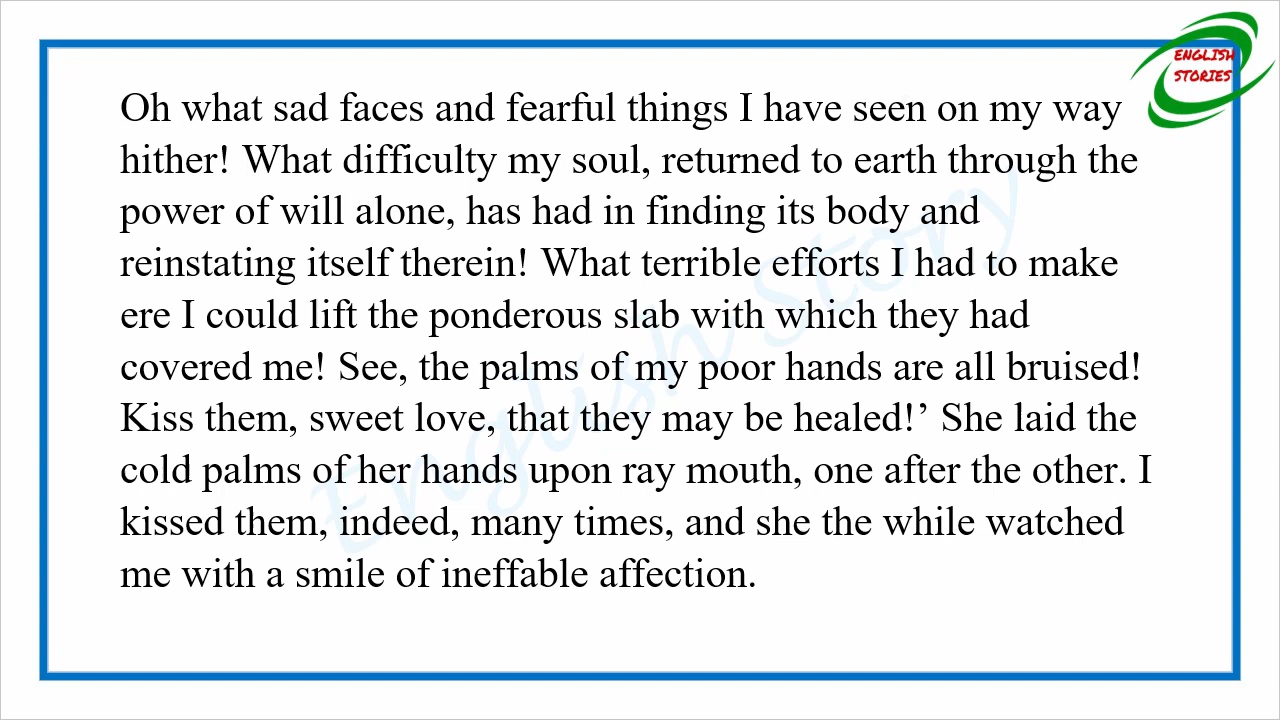 ENGLISH
STORIES
Oh what sad faces and fearful things I have seen on my way
hither! What difficulty my soul, returned to earth through the
power of will alone, has had in finding its body and
reinstating itself therein! What terrible efforts I had to make
ere I could lift the ponderous slab with which they had
covered me! See, the palms of my poor hands are all bruised!
Kiss them, sweet love, that they may be healed!’ She laid the
cold palms of her hands upon ray mouth, one after the other. I
kissed them, indeed, many times, and she the while watched
me with a smile of ineffable affection.
English Story